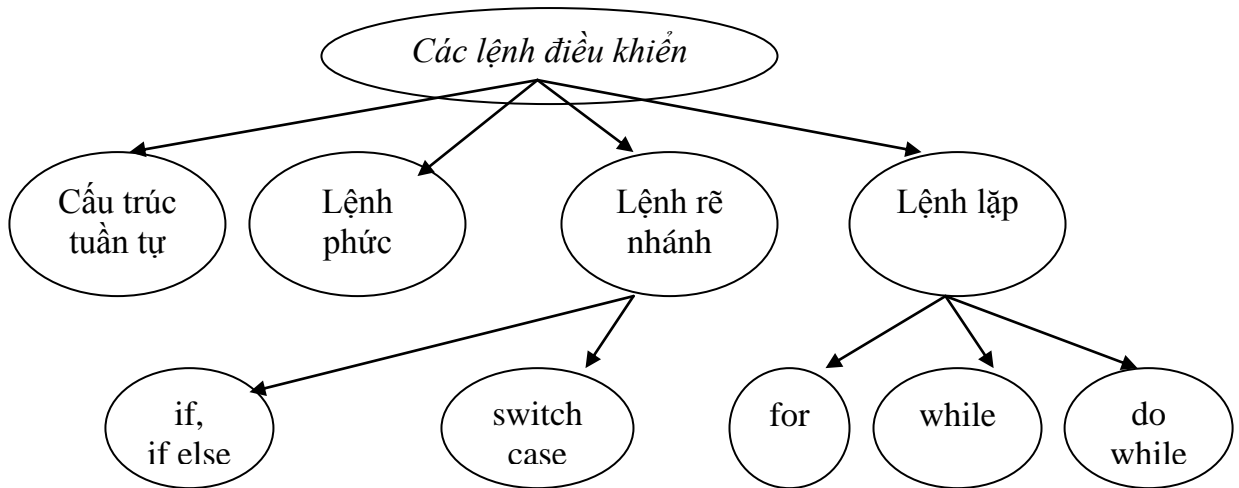 Các lệnh điều khiển
Cấu trúc
tuần tự
Lệnh
phức
Lệnh rẽ
nhánh
Lệnh lặp
if,
if else
switch
case
for
while
do
while